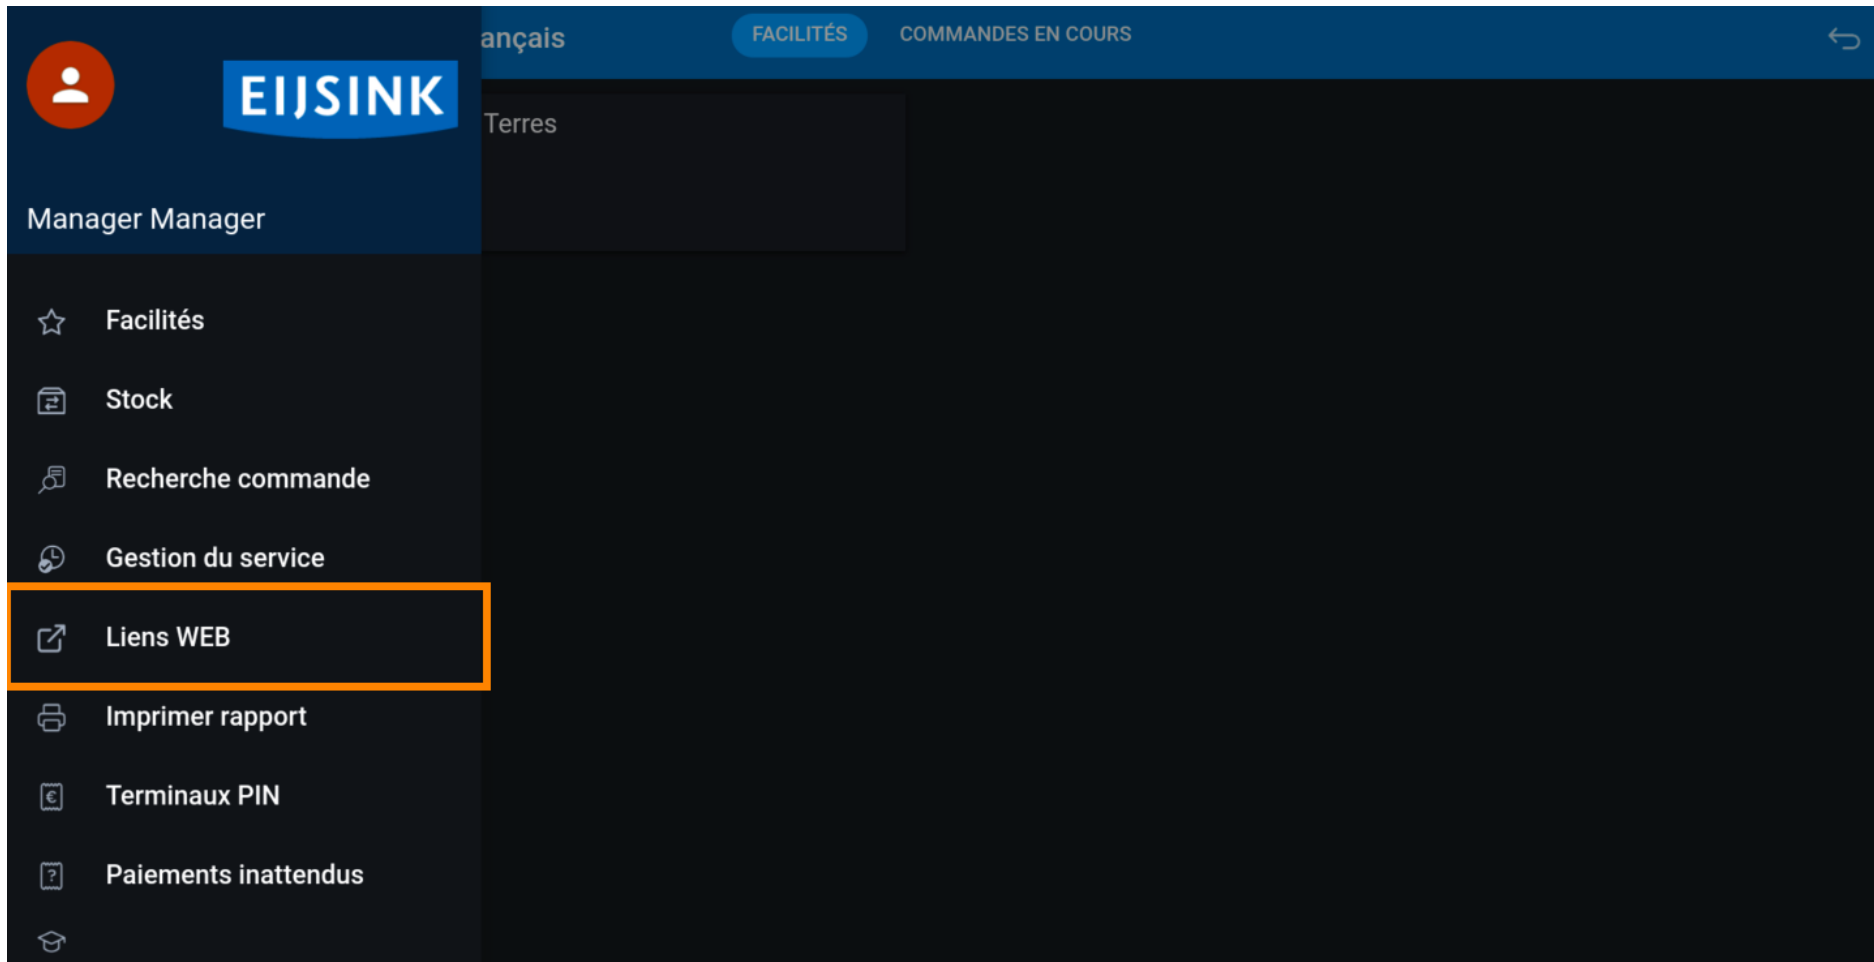 ançais
FACILITÉS
COMMANDES EN COURS
EIJSINK
Terres
Manager Manager
Facilités
Stock
Recherche commande
Gestion du service
Liens WEB
Imprimer rapport
Terminaux PIN
Paiements inattendus